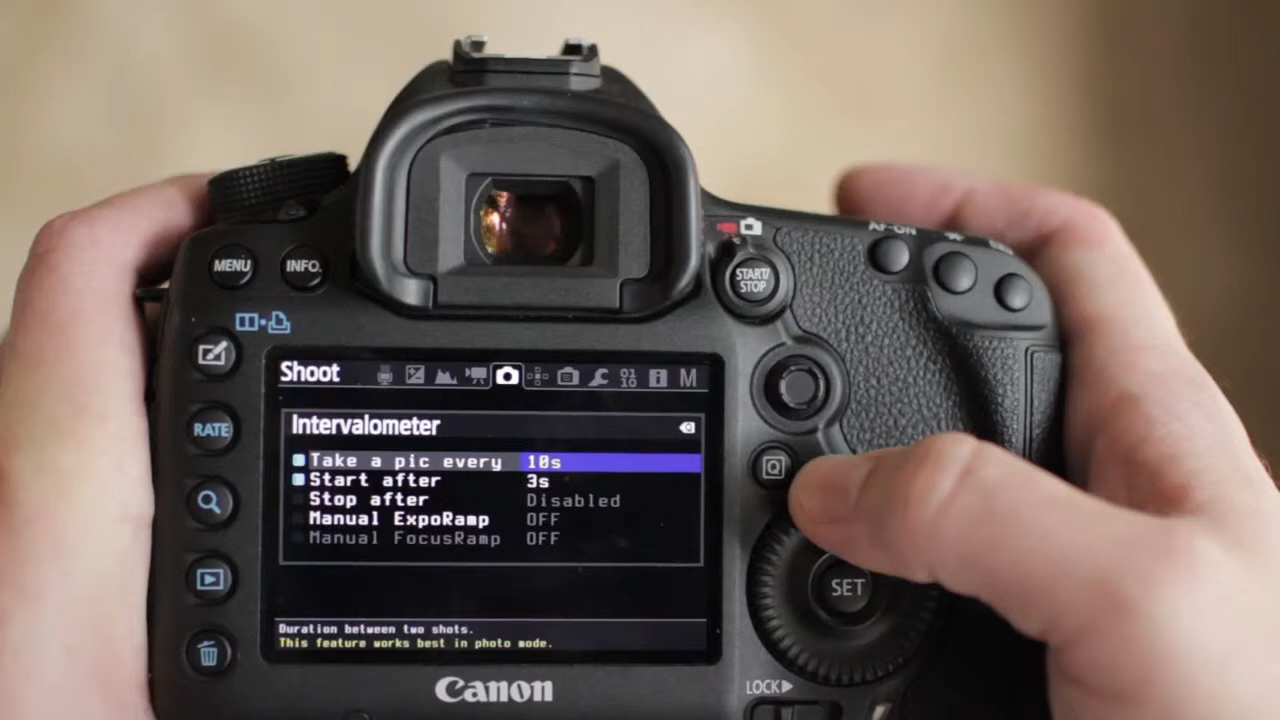 AF-ON
MENU
INFO.
START/
STOP
RATE
Shoot
01
10
M
Intervalometer
Take a pic every 10s
Start after 3s
Stop after Disabled
Manual ExpoRamp OFF
Manual FocusRamp OFF
Q
SET
Duration between two shots.
This feature works best in photo mode.
Canon
LOCK